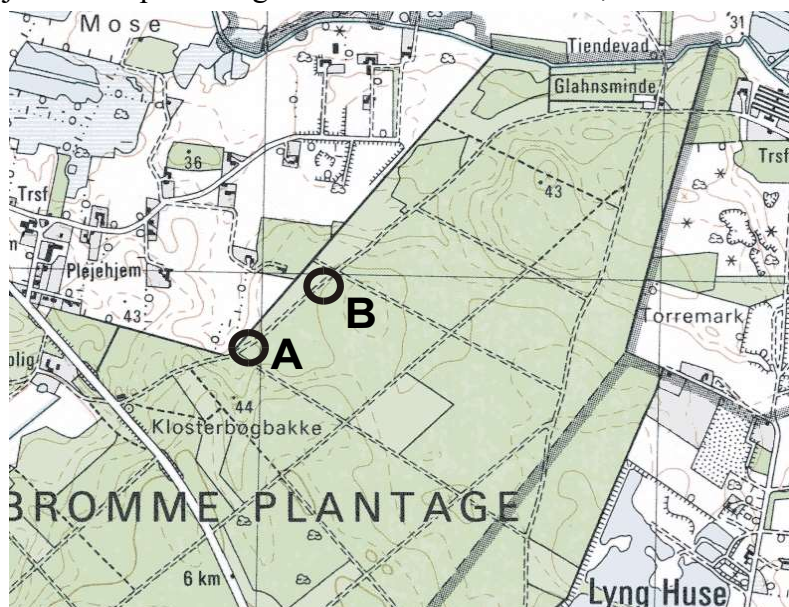 Mose
31
Tiendevad
Glahnsminde
36
Trsf
Trsf
43
Plejehjem
B
Torremark
43
A
olig
44
Klosterbøgbakke
BROMME PLANTAGE
6 km
Lyng Huse